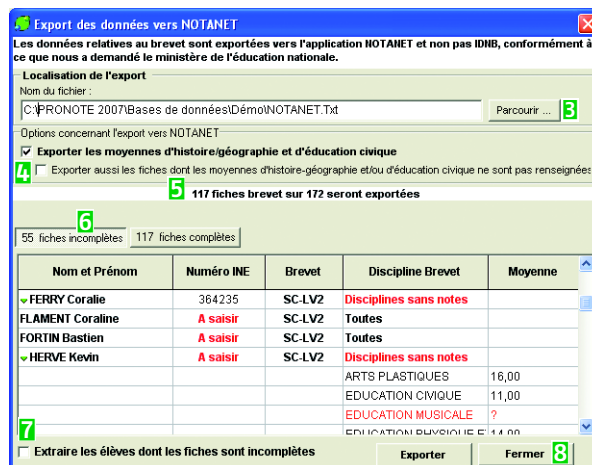 Export des données vers NOTANET
Les données relatives au brevet sont exportées vers l'application NOTANET et non pas IDNB, conformément à
ce que nous a demandé le ministère de l'éducation nationale.
Localisation de l'export
Nom du fichier :
C:\PRONOTE 2007\Bases de données\Démo\NOTANET.Txt
Parcourir ...
3
Options concernant l'export vers NOTANET
Exporter les moyennes d'histoire/géographie et d'éducation civique
4 Exporter aussi les fiches dont les moyennes d'histoire-géographie et/ou d'éducation civique ne sont pas renseignées
5
117 fiches brevet sur 172 seront exportées
6
55 fiches incomplètes 117 fiches complètes
Nom et Prénom Numéro INE Brevet Discipline Brevet Moyenne
FERRY Coralie 364235 SC-LV2 Disciplines sans notes
FLAMENT Coraline A saisir SC-LV2 Toutes
FORTIN Bastien A saisir SC-LV2 Toutes
HERVE Kevin A saisir SC-LV2 Disciplines sans notes
ARTS PLASTIQUES 16,00
EDUCATION CIVIQUE 11,00
EDUCATION MUSICALE ?
EDUCATION PHYSIQUE E 14,00
7
Extraire les élèves dont les fiches sont incomplètes
Exporter
Fermer
8